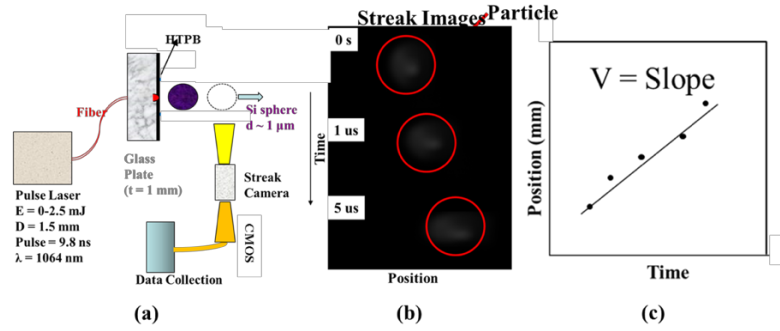 HTPB
Fiber
Si sphere
d ~ 1 μm
Glass
Plate
(t = 1 mm)
Pulse Laser
E = 0-2.5 mJ
D = 1.5 mm
Pulse = 9.8 ns
λ = 1064 nm
Streak
Camera
CMOS
Data Collection
Time
(a)
Streak Images
Particle
0 s
1 us
5 us
Position
(b)
V = Slope
Position (mm)
Time
(c)